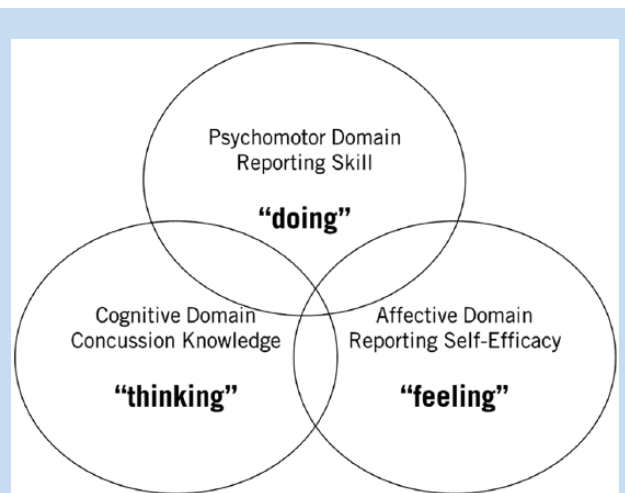 Psychomotor Domain
Reporting Skill
“doing”
Cognitive Domain
Concussion Knowledge
“thinking”
Affective Domain
Reporting Self-Efficacy
“feeling”